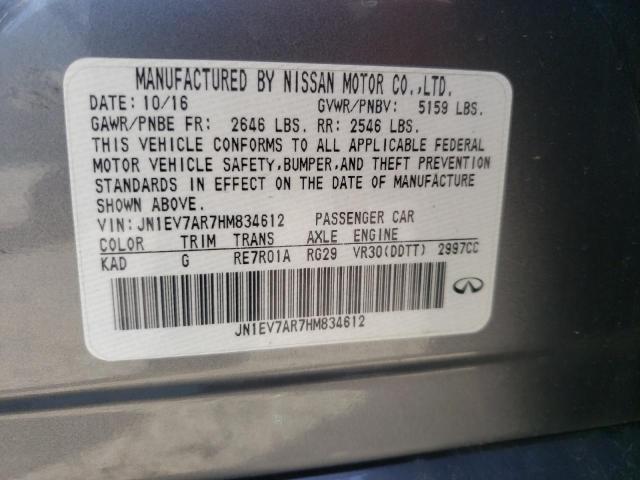 MANUFACTURED BY NISSAN MOTOR CO.,LTD.
DATE: 10/16 GVWR/PNBV: 5159 LBS.
GAWR/PNBE FR: 2646 LBS. RR: 2546 LBS.
THIS VEHICLE CONFORMS TO ALL APPLICABLE FEDERAL
MOTOR VEHICLE SAFETY,BUMPER,AND THEFT PREVENTION
STANDARDS IN EFFECT ON THE DATE OF MANUFACTURE
SHOWN ABOVE.
VIN: JN1EV7AR7HM834612 PASSENGER CAR
COLOR TRIM TRANS AXLE ENGINE
KAD G RE7R01A RG29 VR30(DDTT) 2997CC
JN1EV7AR7HM834612